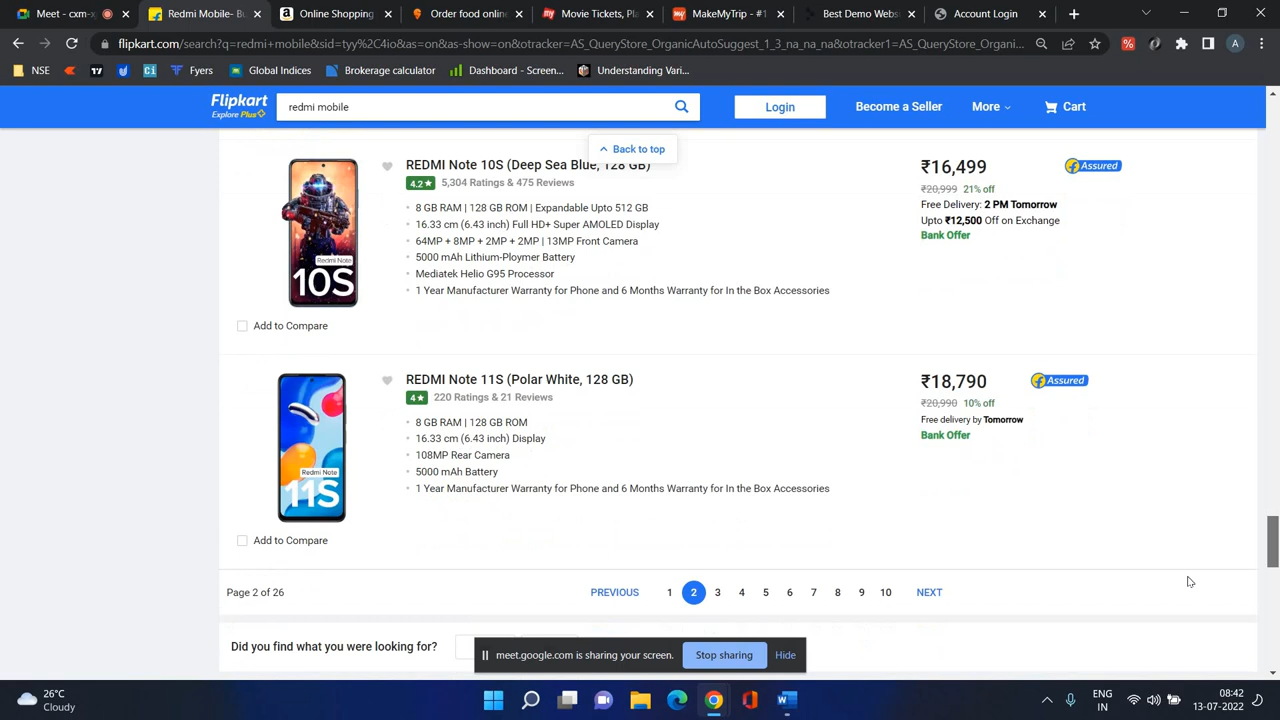 Meet - cxm-x
Redmi Mobile- Bu
Online Shopping
Order food online
Movie Tickets, Pla
MakeMyTrip - #1
Best Demo Websi
Account Login
flipkart.com/search?q=redmi+mobile&sid=tyy%2C4io&as=on&as-show=on&otracker=AS_QueryStore_OrganicAutoSuggest_1_3_na_na_na&otracker1=AS_QueryStore_Organi...
A
NSE
Fyers
Global Indices
Brokerage calculator
Dashboard - Screen...
Understanding Vari...
Flipkart
Explore Plus
redmi mobile
Login
Become a Seller
More
Cart
Back to top
REDMI Note 10S (Deep Sea Blue, 128 GB)
4.2★ 5,304 Ratings & 475 Reviews
8 GB RAM | 128 GB ROM | Expandable Upto 512 GB
16.33 cm (6.43 inch) Full HD+ Super AMOLED Display
64MP + 8MP + 2MP + 2MP | 13MP Front Camera
5000 mAh Lithium-Ploymer Battery
Mediatek Helio G95 Processor
1 Year Manufacturer Warranty for Phone and 6 Months Warranty for In the Box Accessories
Redmi Note
10S
Add to Compare
₹16,499
Assured
₹20,999 21% off
Free Delivery: 2 PM Tomorrow
Upto ₹12,500 Off on Exchange
Bank Offer
REDMI Note 11S (Polar White, 128 GB)
4★ 220 Ratings & 21 Reviews
8 GB RAM | 128 GB ROM
16.33 cm (6.43 inch) Display
108MP Rear Camera
5000 mAh Battery
1 Year Manufacturer Warranty for Phone and 6 Months Warranty for In the Box Accessories
Redmi Note
11S
Add to Compare
₹18,790
Assured
₹20,990 10% off
Free delivery by Tomorrow
Bank Offer
Page 2 of 26
PREVIOUS 1 2 3 4 5 6 7 8 9 10 NEXT
Did you find what you were looking for?
meet.google.com is sharing your screen.
Stop sharing
Hide
26°C
Cloudy
ENG
IN
08:42
13-07-2022